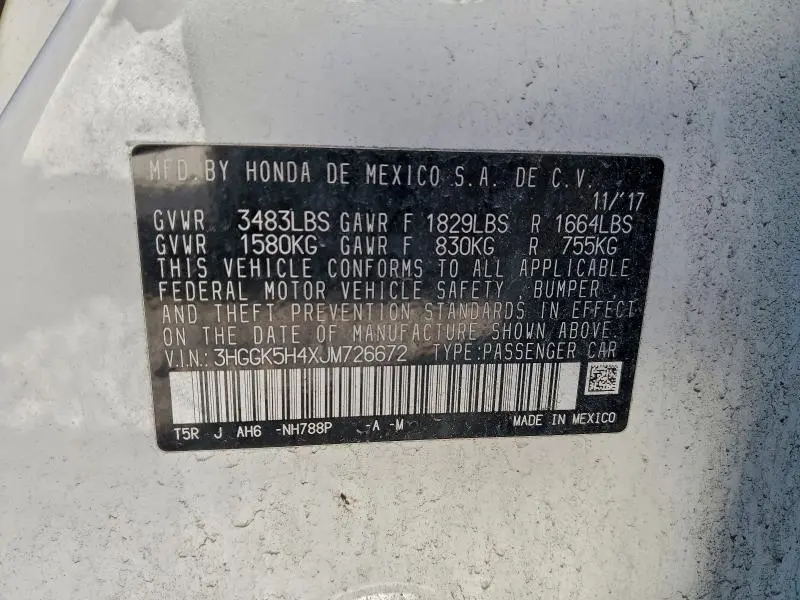 MFD. BY HONDA DE MEXICO S.A. DE C.V.
11/'17
GVWR 3483LBS GAWR F 1829LBS R 1664LBS
GVWR 1580KG GAWR F 830KG R 755KG
THIS VEHICLE CONFORMS TO ALL APPLICABLE
FEDERAL MOTOR VEHICLE SAFETY, BUMPER,
AND THEFT PREVENTION STANDARDS IN EFFECT
ON THE DATE OF MANUFACTURE SHOWN ABOVE.
V.I.N.: 3HGGK5H4XJM726672 TYPE:PASSENGER CAR
T5R J AH6 -NH788P -A -M MADE IN MEXICO